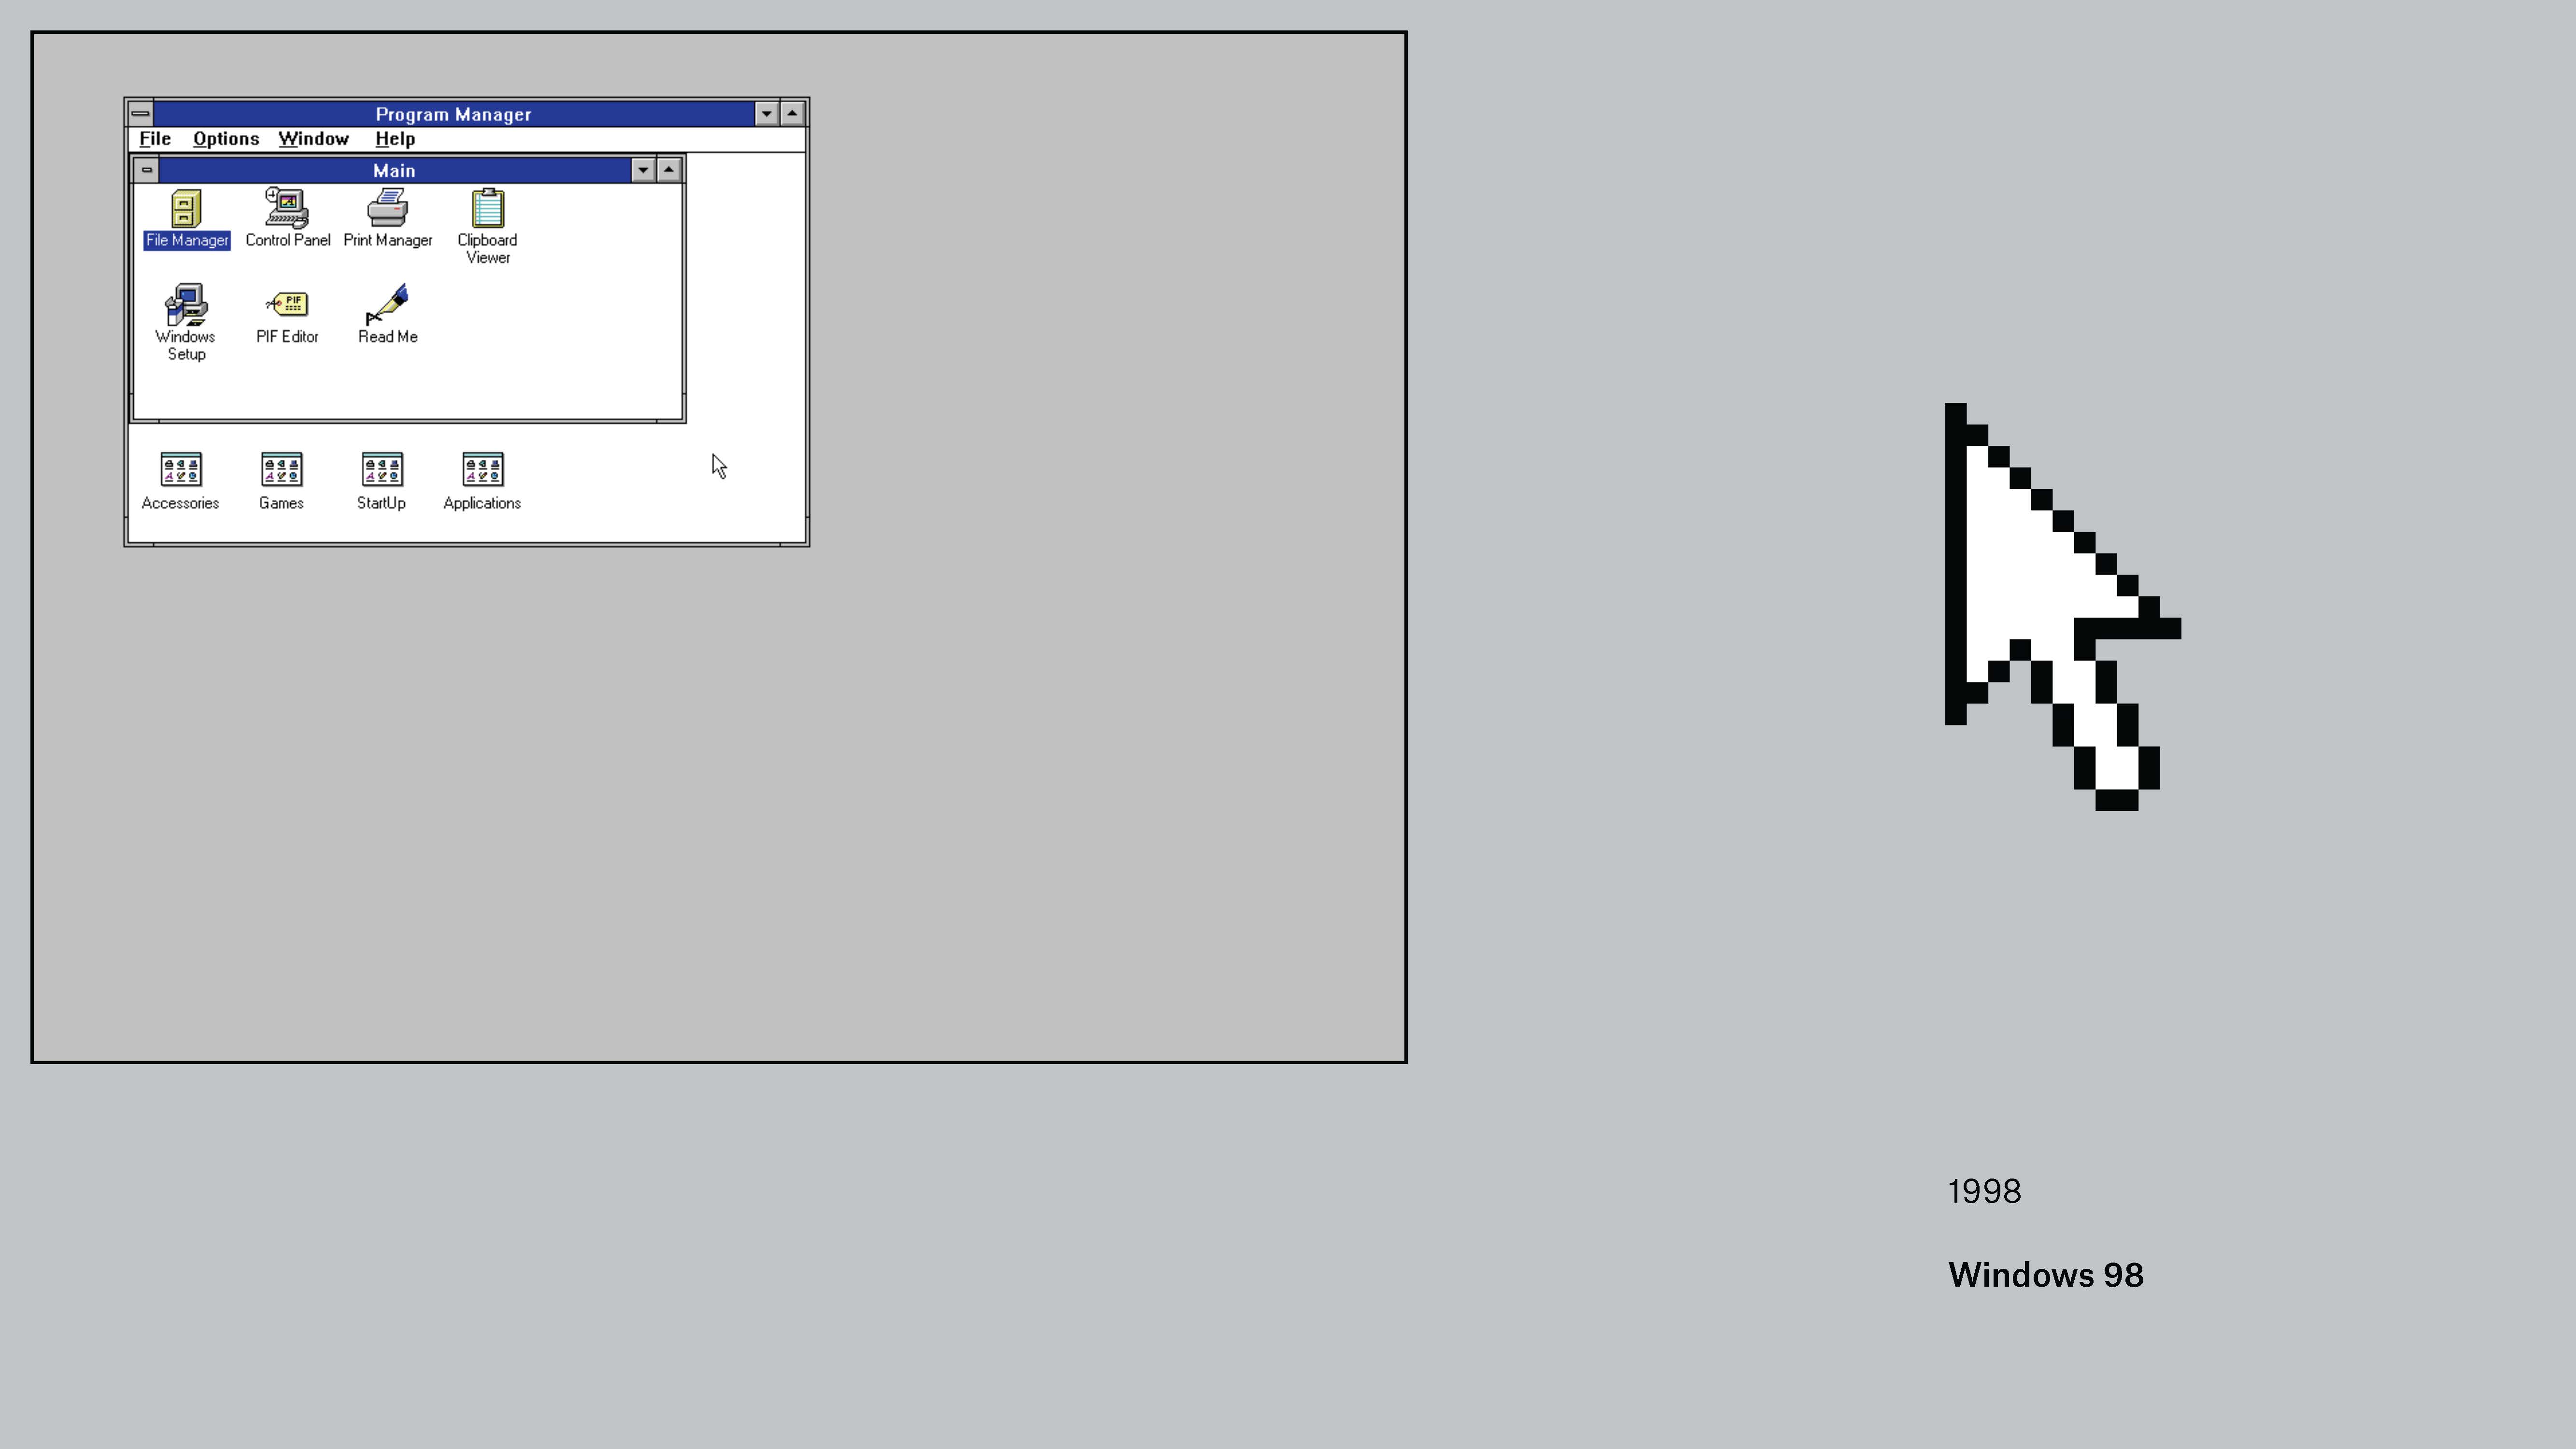 Program Manager
File Options Window Help
Main
File Manager Control Panel Print Manager Clipboard
Viewer
Windows PIF Editor Read Me
Setup
PIF
Accessories Games StartUp Applications
1998
Windows 98